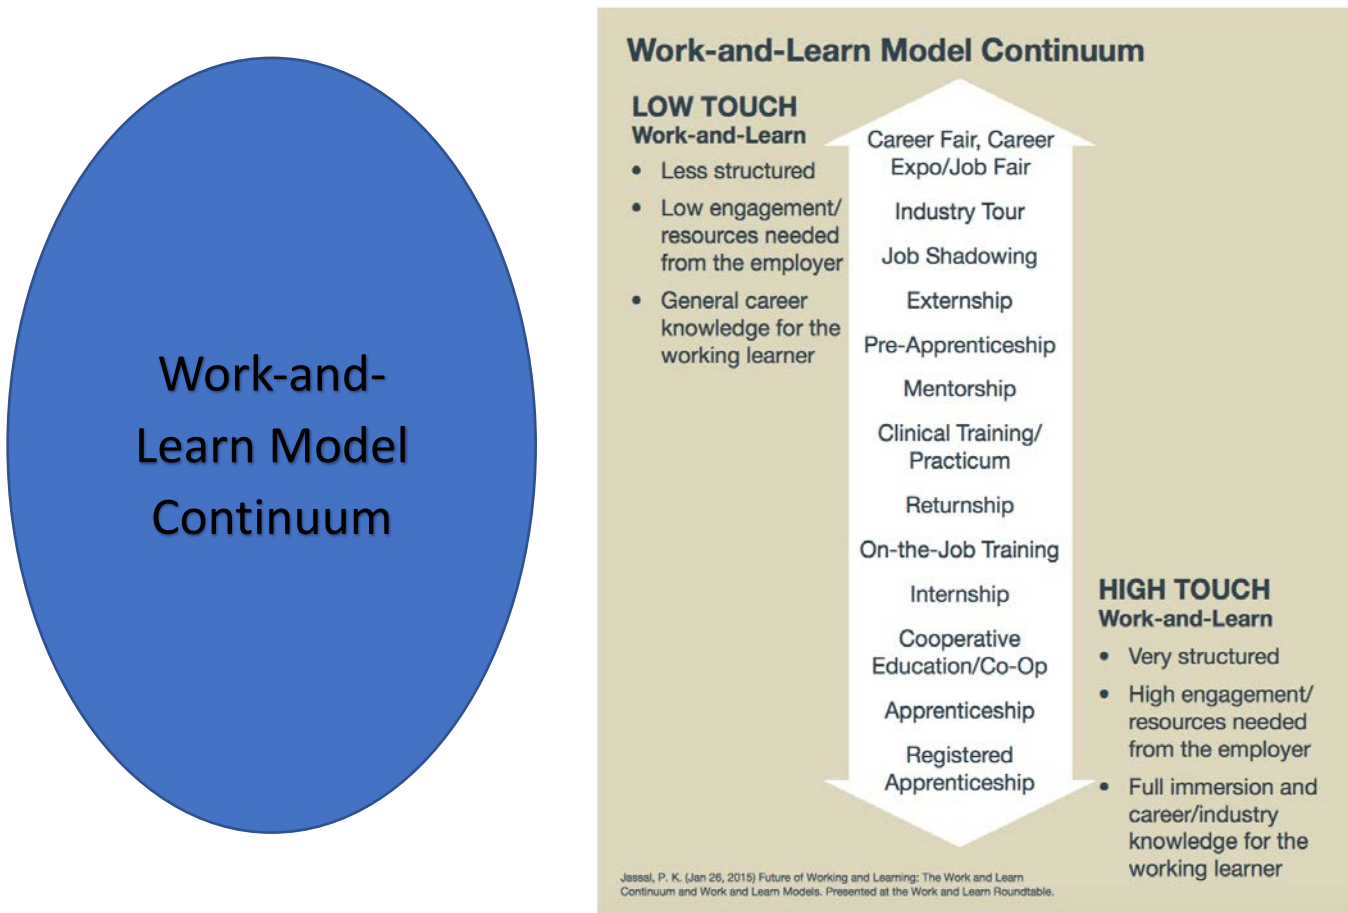 Work-and-
Learn Model
Continuum
Work-and-Learn Model Continuum
LOW TOUCH
Work-and-Learn
• Less structured
• Low engagement/
resources needed
from the employer
• General career
knowledge for the
working learner
Career Fair, Career
Expo/Job Fair
Industry Tour
Job Shadowing
Externship
Pre-Apprenticeship
Mentorship
Clinical Training/
Practicum
Returnship
On-the-Job Training
Internship
Cooperative
Education/Co-Op
Apprenticeship
Registered
Apprenticeship
HIGH TOUCH
Work-and-Learn
• Very structured
• High engagement/
resources needed
from the employer
• Full immersion and
career/industry
knowledge for the
working learner
Jassal, P. K. (Jan 26, 2015) Future of Working and Learning: The Work and Learn
Continuum and Work and Learn Models. Presented at the Work and Learn Roundtable.